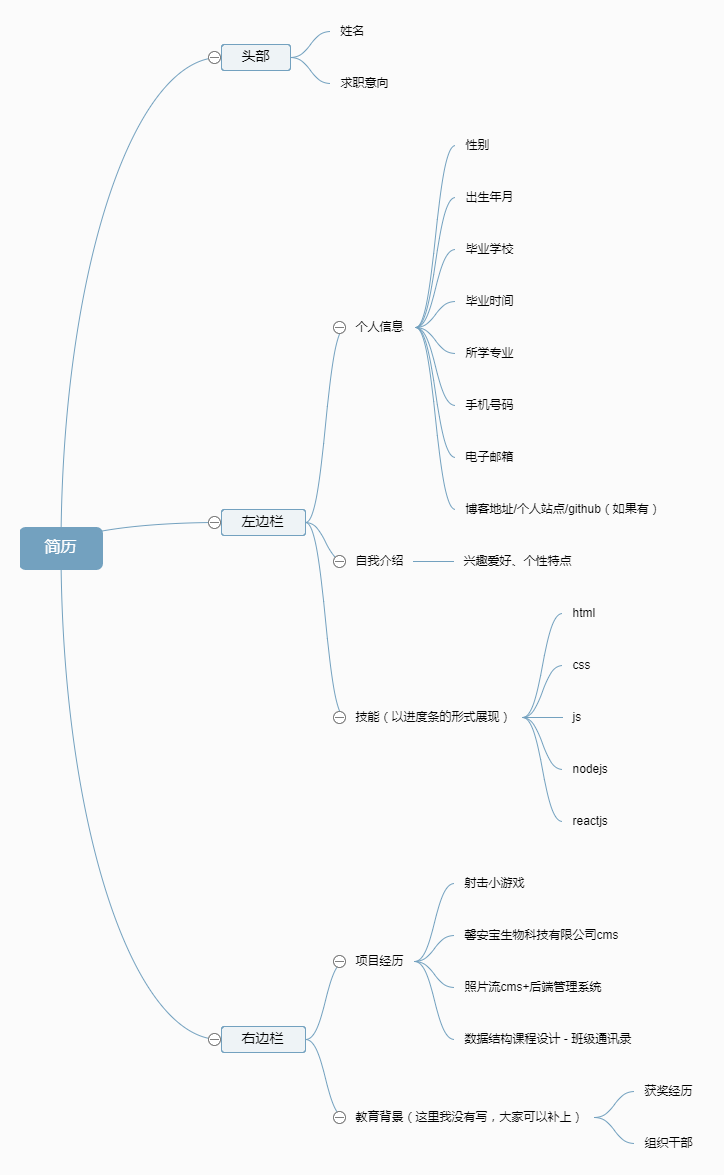 简历
头部
姓名
求职意向
左边栏
个人信息
性别
出生年月
毕业学校
毕业时间
所学专业
手机号码
电子邮箱
博客地址/个人站点/github（如果有）
自我介绍
兴趣爱好、个性特点
技能（以进度条的形式展现）
html
css
js
nodejs
reactjs
右边栏
项目经历
射击小游戏
馨安宝生物科技有限公司cms
照片流cms+后端管理系统
数据结构课程设计 - 班级通讯录
教育背景（这里我没有写，大家可以补上）
获奖经历
组织干部